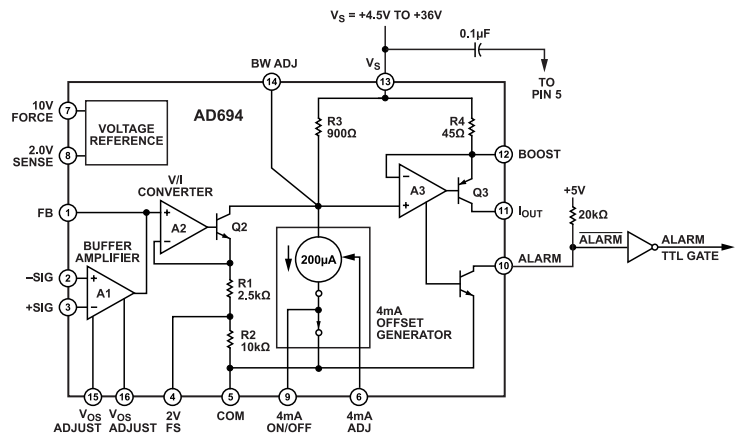 V_S = +4.5V TO +36V
0.1µF
TO
PIN 5
BW ADJ
V_S
14
13
10V
FORCE
7
VOLTAGE
REFERENCE
AD694
R3
900Ω
R4
45Ω
2.0V
SENSE
8
12
BOOST
V/I
CONVERTER
A3
Q3
FB
1
A2
Q2
11
I_OUT
+5V
20kΩ
BUFFER
AMPLIFIER
200µA
ALARM
10
ALARM
ALARM
TTL GATE
–SIG
2
A1
+SIG
3
R1
2.5kΩ
4mA
OFFSET
GENERATOR
R2
10kΩ
15
16
4
5
9
6
V_OS
ADJUST
V_OS
ADJUST
2V
FS
COM
4mA
ON/OFF
4mA
ADJ
+
–
+
–
–
+